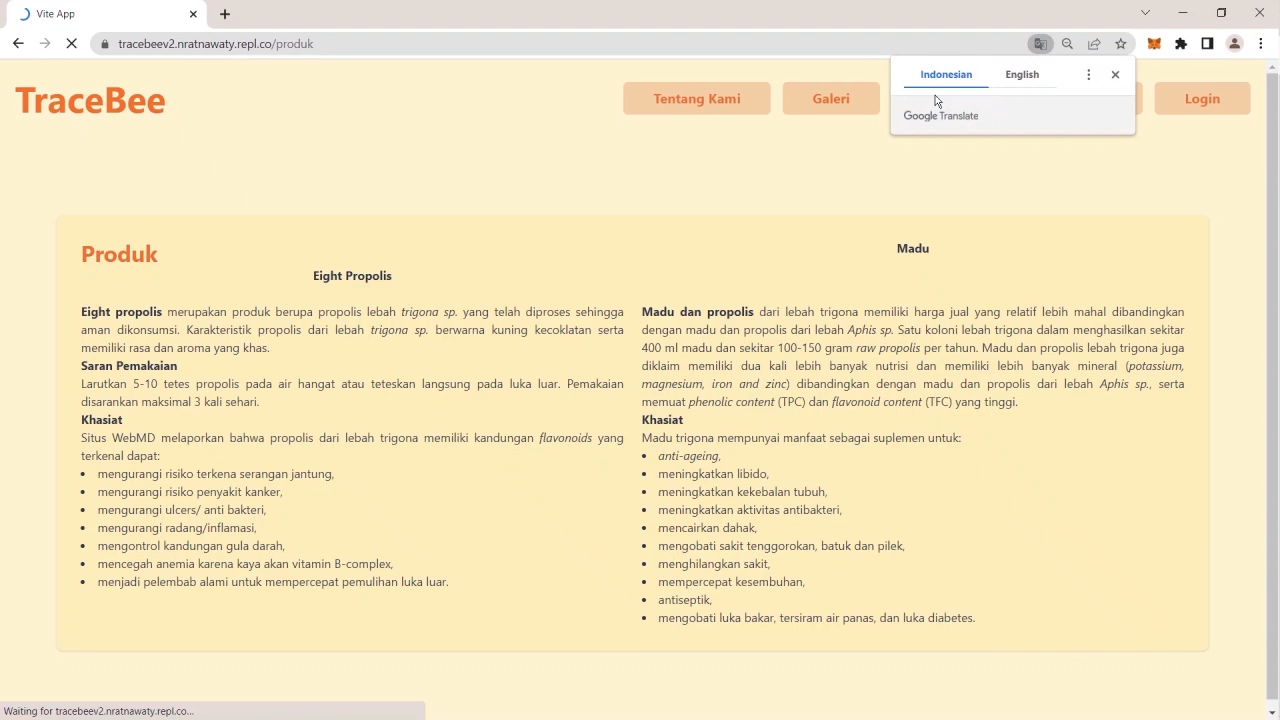 Vite App
tracebeev2.nratnawaty.repl.co/produk
Indonesian English
Google Translate
TraceBee
Tentang Kami
Galeri
Login
Produk
Eight Propolis
Eight propolis merupakan produk berupa propolis lebah trigona sp. yang telah diproses sehingga
aman dikonsumsi. Karakteristik propolis dari lebah trigona sp. berwarna kuning kecoklatan serta
memiliki rasa dan aroma yang khas.
Saran Pemakaian
Larutkan 5-10 tetes propolis pada air hangat atau teteskan langsung pada luka luar. Pemakaian
disarankan maksimal 3 kali sehari.
Khasiat
Situs WebMD melaporkan bahwa propolis dari lebah trigona memiliki kandungan flavonoids yang
terkenal dapat:
• mengurangi risiko terkena serangan jantung,
• mengurangi risiko penyakit kanker,
• mengurangi ulcers/ anti bakteri,
• mengurangi radang/inflamasi,
• mengontrol kandungan gula darah,
• mencegah anemia karena kaya akan vitamin B-complex,
• menjadi pelembab alami untuk mempercepat pemulihan luka luar.
Madu
Madu dan propolis dari lebah trigona memiliki harga jual yang relatif lebih mahal dibandingkan
dengan madu dan propolis dari lebah Aphis sp. Satu koloni lebah trigona dalam menghasilkan sekitar
400 ml madu dan sekitar 100-150 gram raw propolis per tahun. Madu dan propolis lebah trigona juga
diklaim memiliki dua kali lebih banyak nutrisi dan memiliki lebih banyak mineral (potassium,
magnesium, iron and zinc) dibandingkan dengan madu dan propolis dari lebah Aphis sp., serta
memuat phenolic content (TPC) dan flavonoid content (TFC) yang tinggi.
Khasiat
Madu trigona mempunyai manfaat sebagai suplemen untuk:
• anti-ageing,
• meningkatkan libido,
• meningkatkan kekebalan tubuh,
• meningkatkan aktivitas antibakteri,
• mencairkan dahak,
• mengobati sakit tenggorokan, batuk dan pilek,
• menghilangkan sakit,
• mempercepat kesembuhan,
• antiseptik,
• mengobati luka bakar, tersiram air panas, dan luka diabetes.
Waiting for tracebeev2.nratnawaty.repl.co...